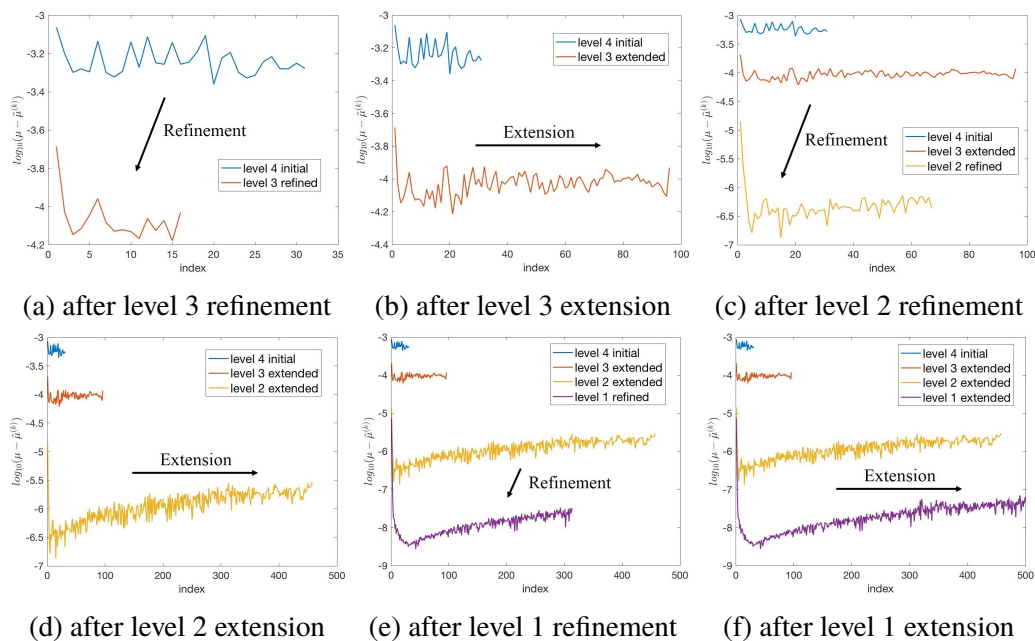 -3
-3.2
-3.4
-3.6
-3.8
-4
-4.2
log₁₀(μ − μ̃⁽ᵏ⁾)
level 4 initial
Refinement
level 4 initial
level 3 refined
0 5 10 15 20 25 30 35
index
(a) after level 3 refinement
-3
-3.2
-3.4
-3.6
-3.8
-4
-4.2
-4.4
log₁₀(μ − μ̃⁽ᵏ⁾)
level 4 initial
level 3 extended
Extension
0 20 40 60 80 100
index
(b) after level 3 extension
-3
-3.5
-4
-4.5
-5
-5.5
-6
-6.5
-7
log₁₀(μ − μ̃⁽ᵏ⁾)
Refinement
level 4 initial
level 3 extended
level 2 refined
0 20 40 60 80 100
index
(c) after level 2 refinement
-3
-3.5
-4
-4.5
-5
-5.5
-6
-6.5
-7
log₁₀(μ − μ̃⁽ᵏ⁾)
level 4 initial
level 3 extended
level 2 extended
Extension
0 100 200 300 400 500
index
(d) after level 2 extension
-3
-4
-5
-6
-7
-8
-9
log₁₀(μ − μ̃⁽ᵏ⁾)
level 4 initial
level 3 extended
level 2 extended
level 1 refined
Refinement
0 100 200 300 400 500
index
(e) after level 1 refinement
-3
-4
-5
-6
-7
-8
-9
log₁₀(μ − μ̃⁽ᵏ⁾)
level 4 initial
level 3 extended
level 2 extended
level 1 extended
Extension
0 100 200 300 400 500
index
(f) after level 1 extension